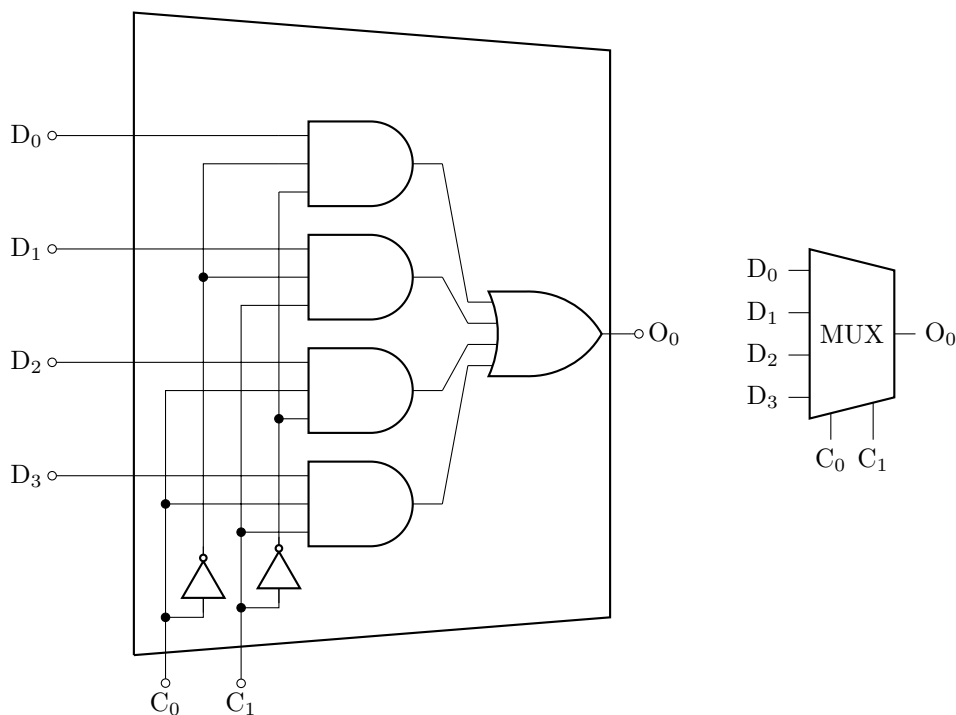 D₀
D₁
D₂
D₃
C₀ C₁
O₀
D₀
D₁
D₂
D₃
MUX
O₀
C₀ C₁